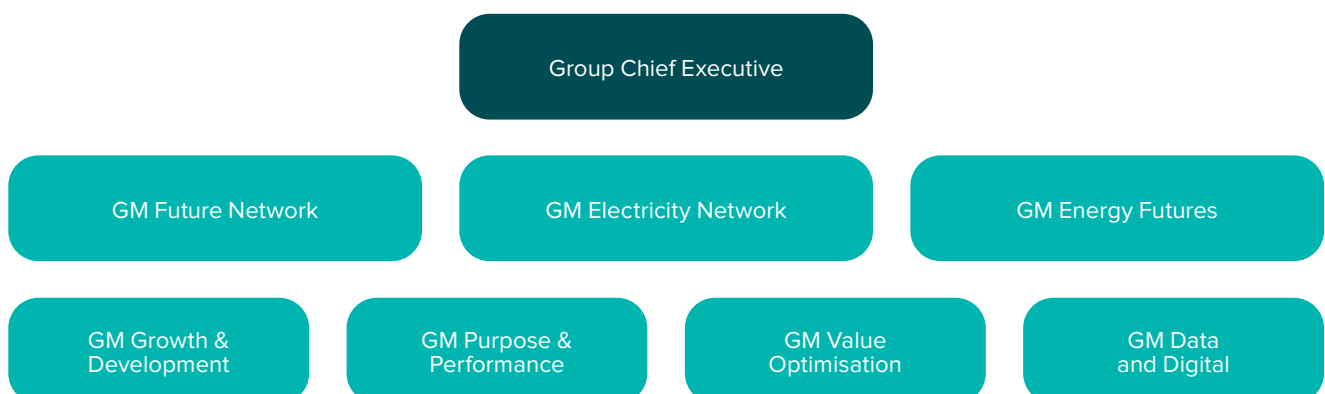 Group Chief Executive
GM Future Network
GM Electricity Network
GM Energy Futures
GM Growth &
Development
GM Purpose &
Performance
GM Value
Optimisation
GM Data
and Digital